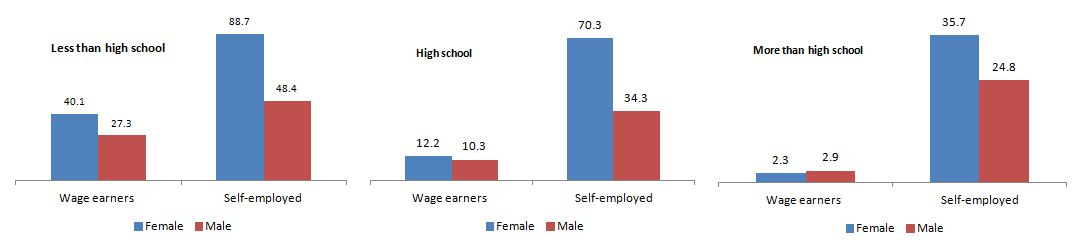 Less than high school
88.7
48.4
40.1
27.3
Wage earners
Self-employed
Female
Male
High school
70.3
34.3
12.2
10.3
Wage earners
Self-employed
Female
Male
More than high school
35.7
24.8
2.3
2.9
Wage earners
Self-employed
Female
Male